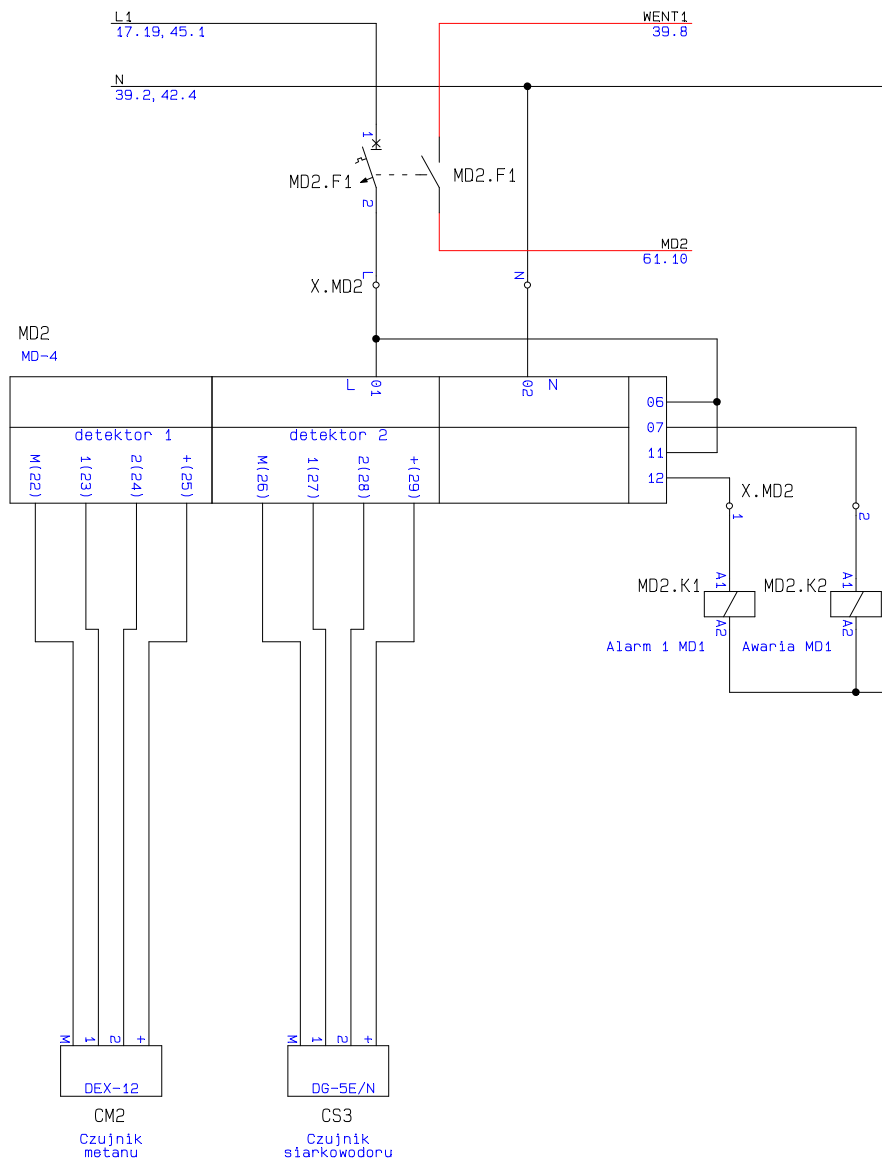 L1
17.19,45.1
WENT1
39.8
N
39.2,42.4
1
MD2.F1
2
MD2.F1
MD2
61.10
L
X.MD2
N
MD2
MD-4
L 01
02 N
06
07
11
12
detektor 1
detektor 2
M(22)
1(23)
2(24)
+(25)
M(26)
1(27)
2(28)
+(29)
X.MD2
1
2
MD2.K1
A1
A2
MD2.K2
A1
A2
Alarm 1 MD1
Awaria MD1
M
1
2
+
M
1
2
+
DEX-12
DG-5E/N
CM2
CS3
Czujnik
metanu
Czujnik
siarkowodoru